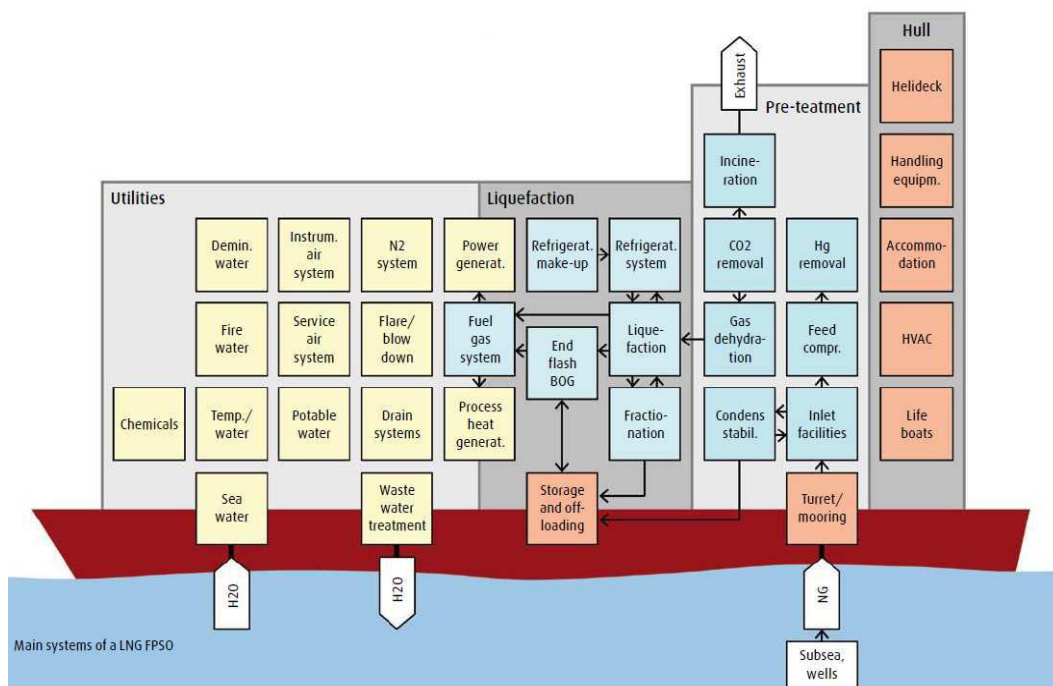 Hull
Exhaust
Helideck
Pre-teatment
Incine-
ration
Handling
equipm.
Utilities
Liquefaction
Demin.
water
Instrum.
air
system
N2
system
Power
generat.
Refrigerat.
make-up
Refrigerat.
system
CO2
removal
Hg
removal
Accommo-
dation
Fire
water
Service
air
system
Flare/
blow
down
Fuel
gas
system
End
flash
BOG
Lique-
faction
Gas
dehydra-
tion
Feed
compr.
HVAC
Chemicals
Temp./
water
Potable
water
Drain
systems
Process
heat
generat.
Fractio-
nation
Condens
stabil.
Inlet
facilities
Life
boats
Sea
water
Waste
water
treatment
Storage
and off-
loading
Turret/
mooring
H2O
H2O
NG
Main systems of a LNG FPSO
Subsea,
wells